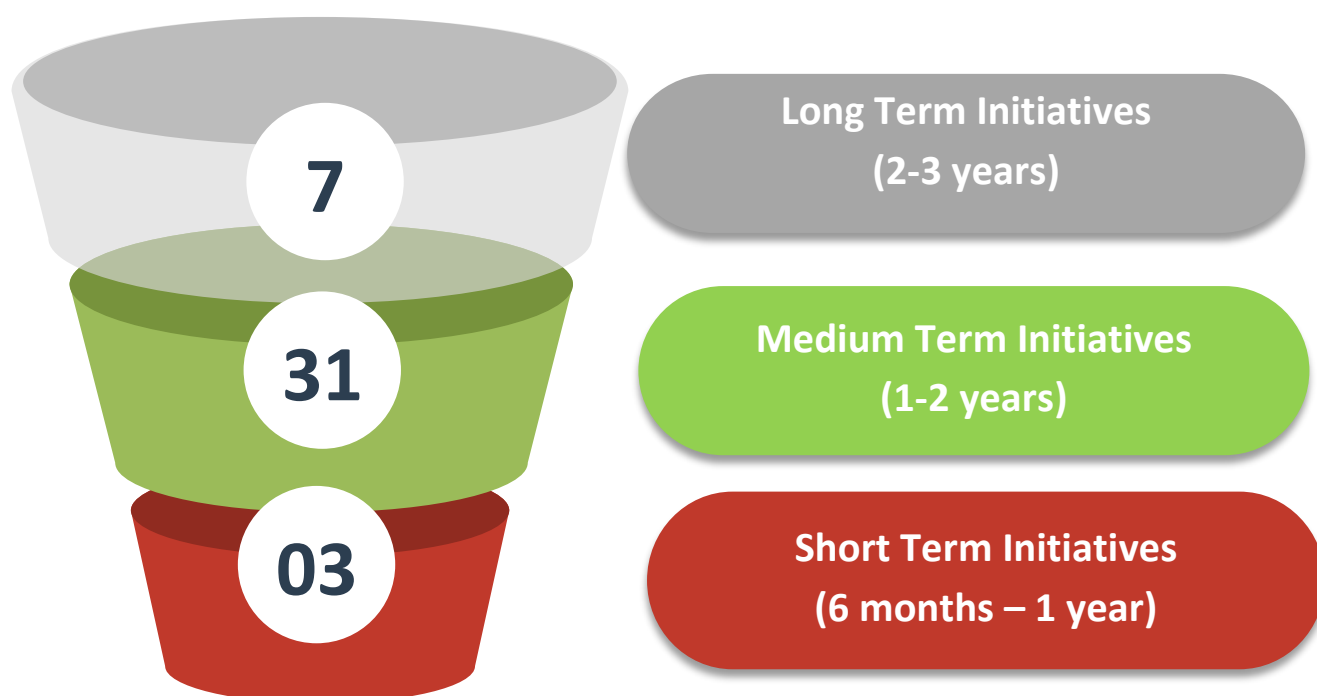 7
Long Term Initiatives
(2-3 years)
31
Medium Term Initiatives
(1-2 years)
03
Short Term Initiatives
(6 months – 1 year)